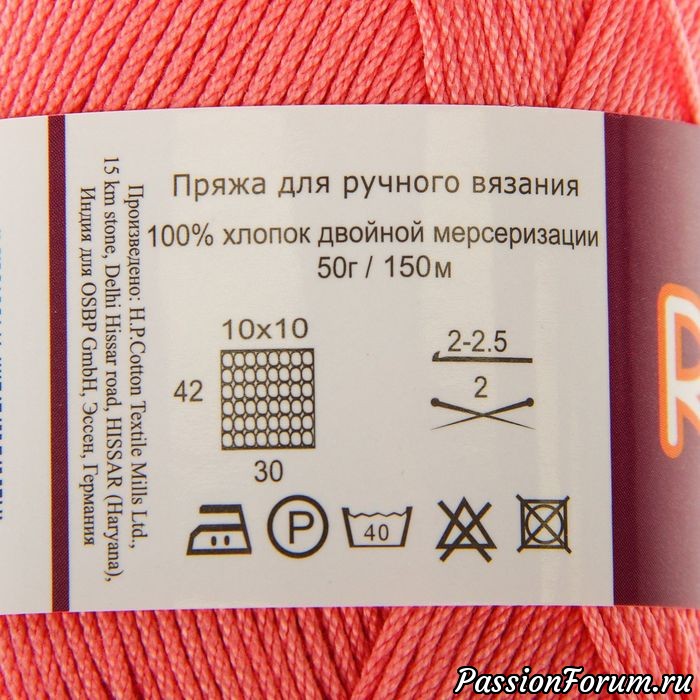 Пряжа для ручного вязания
100% хлопок двойной мерсеризации
50г / 150м
10x10
42
30
2-2.5
2
P
40
Произведено: H.P.Cotton Textile Mills Ltd.,
15 km stone, Delhi Hissar road, HISSAR (Haryana),
Индия для OSBP GmbH, Эссен, Германия
R
PassionForum.ru